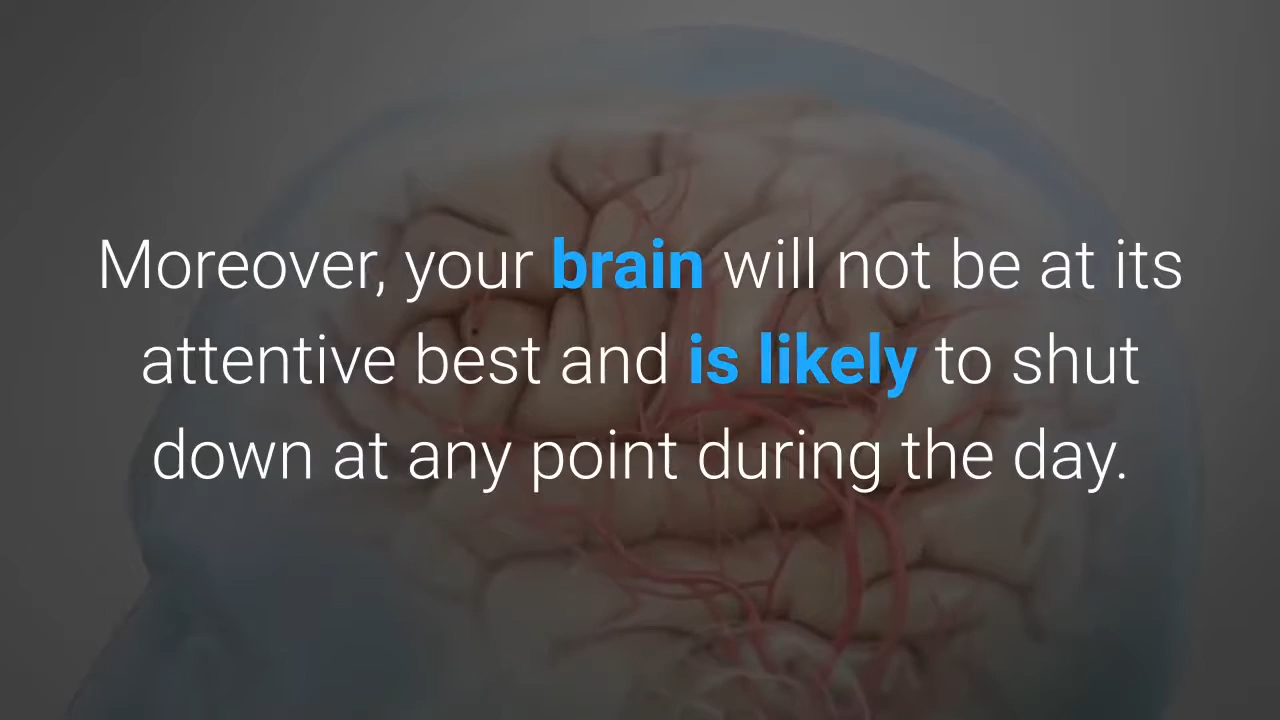 Moreover, your brain will not be at its
attentive best and is likely to shut
down at any point during the day.